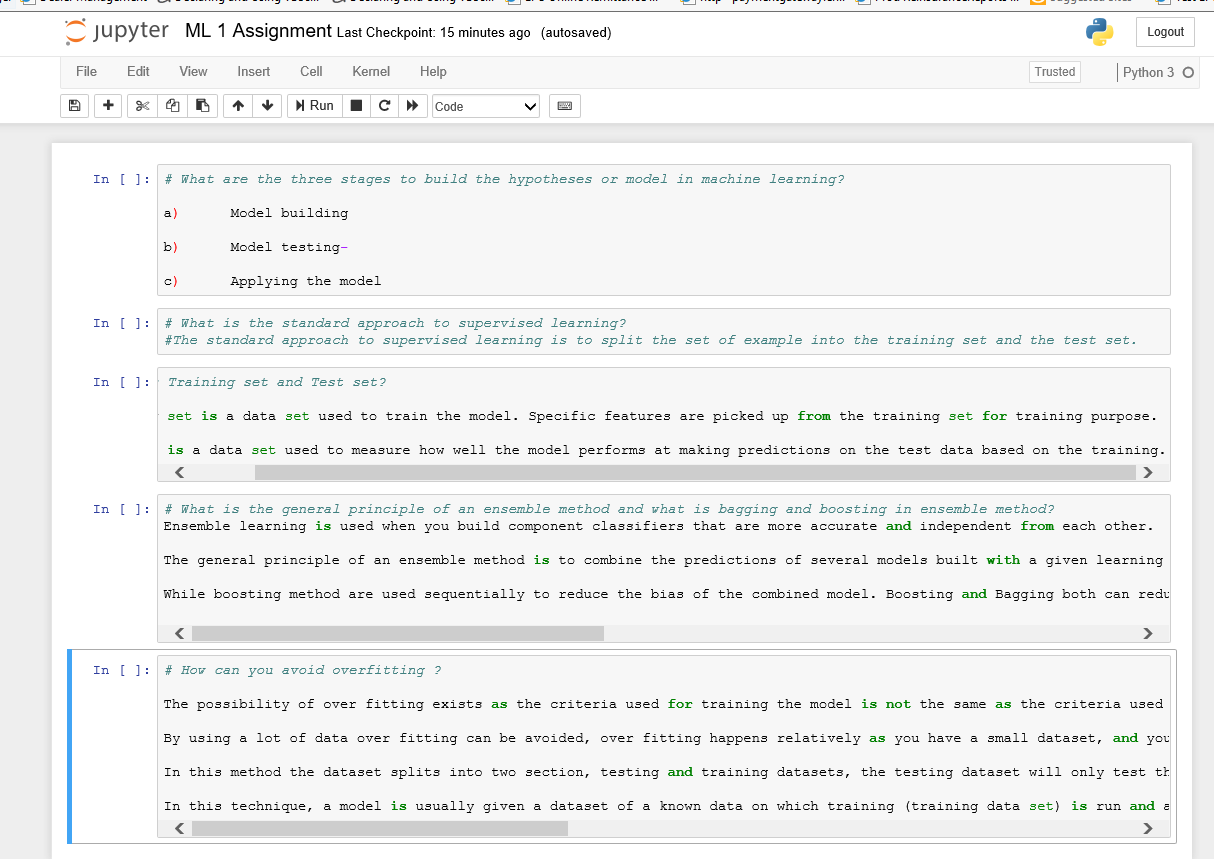 jupyter ML 1 Assignment Last Checkpoint: 15 minutes ago (autosaved)
Logout
File Edit View Insert Cell Kernel Help
Trusted
Python 3
Run
Code
In [ ]: # What are the three stages to build the hypotheses or model in machine learning?
a) Model building
b) Model testing-
c) Applying the model
In [ ]: # What is the standard approach to supervised learning?
#The standard approach to supervised learning is to split the set of example into the training set and the test set.
In [ ]: Training set and Test set?
set is a data set used to train the model. Specific features are picked up from the training set for training purpose.
is a data set used to measure how well the model performs at making predictions on the test data based on the training.
In [ ]: # What is the general principle of an ensemble method and what is bagging and boosting in ensemble method?
Ensemble learning is used when you build component classifiers that are more accurate and independent from each other.
The general principle of an ensemble method is to combine the predictions of several models built with a given learning
While boosting method are used sequentially to reduce the bias of the combined model. Boosting and Bagging both can redu
In [ ]: # How can you avoid overfitting ?
The possibility of over fitting exists as the criteria used for training the model is not the same as the criteria used
By using a lot of data over fitting can be avoided, over fitting happens relatively as you have a small dataset, and you
In this method the dataset splits into two section, testing and training datasets, the testing dataset will only test th
In this technique, a model is usually given a dataset of a known data on which training (training data set) is run and a